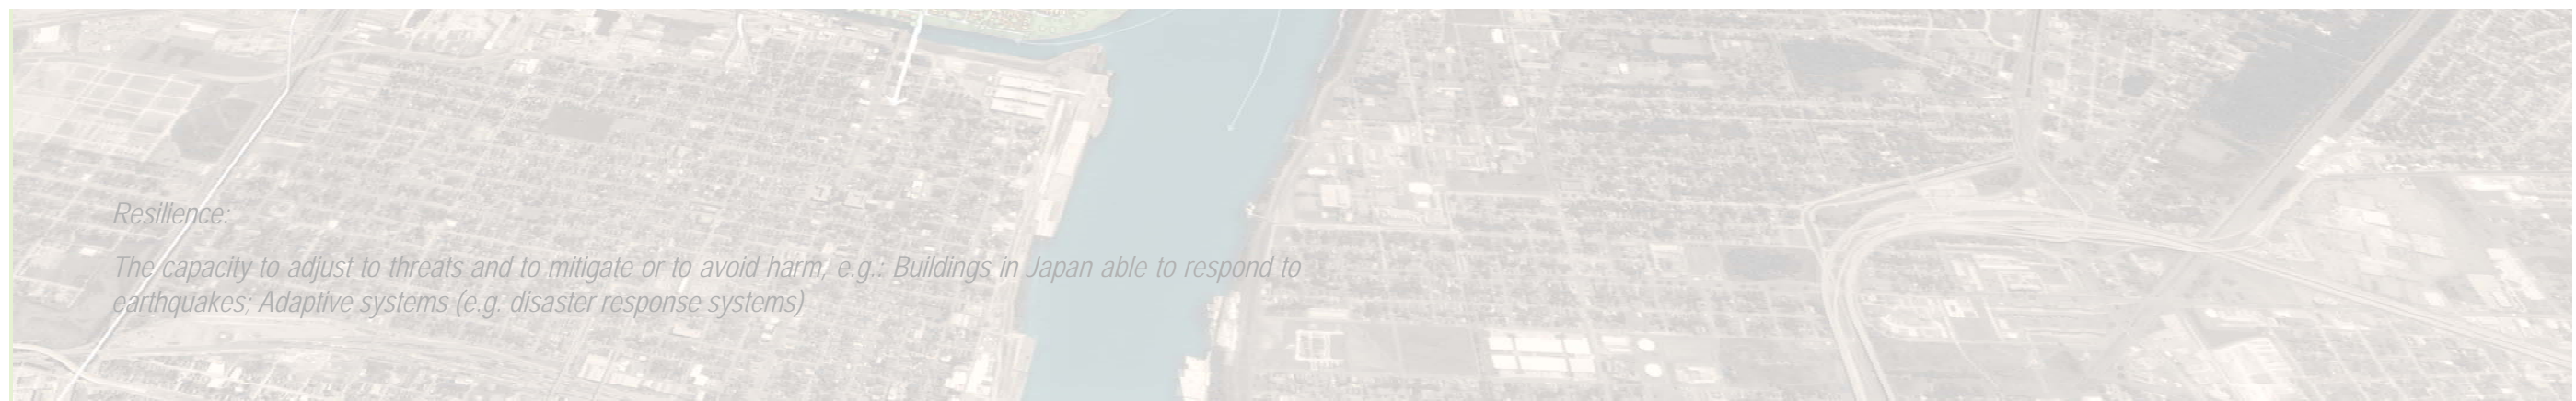 Resilience:
The capacity to adjust to threats and to mitigate or to avoid harm, e.g.: Buildings in Japan able to respond to
earthquakes; Adaptive systems (e.g. disaster response systems)